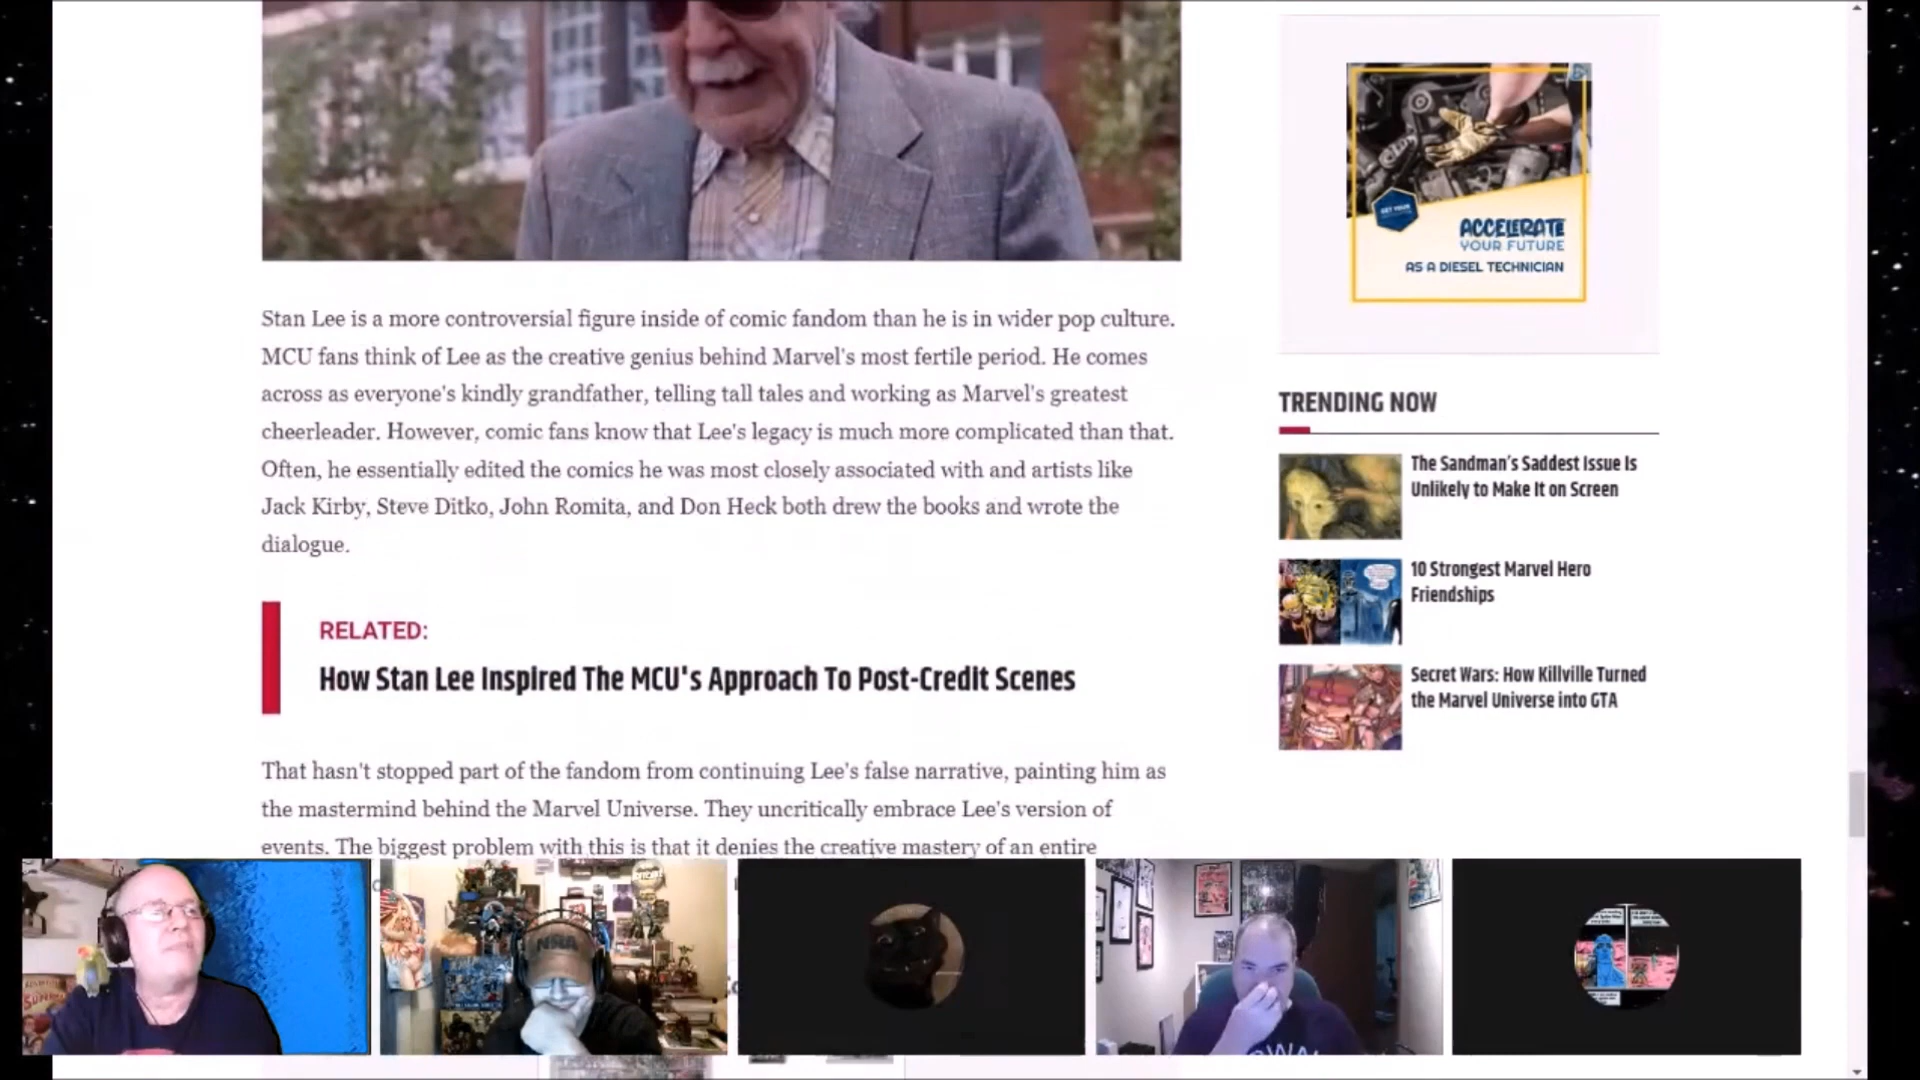 Stan Lee is a more controversial figure inside of comic fandom than he is in wider pop culture.
MCU fans think of Lee as the creative genius behind Marvel's most fertile period. He comes
across as everyone's kindly grandfather, telling tall tales and working as Marvel's greatest
cheerleader. However, comic fans know that Lee's legacy is much more complicated than that.
Often, he essentially edited the comics he was most closely associated with and artists like
Jack Kirby, Steve Ditko, John Romita, and Don Heck both drew the books and wrote the
dialogue.
RELATED:
How Stan Lee Inspired The MCU's Approach To Post-Credit Scenes
That hasn't stopped part of the fandom from continuing Lee's false narrative, painting him as
the mastermind behind the Marvel Universe. They uncritically embrace Lee's version of
events. The biggest problem with this is that it denies the creative mastery of an entire
GET YOUR
ACCELERATE
YOUR FUTURE
AS A DIESEL TECHNICIAN
TRENDING NOW
The Sandman's Saddest Issue Is
Unlikely to Make It on Screen
10 Strongest Marvel Hero
Friendships
Secret Wars: How Killville Turned
the Marvel Universe into GTA
NRA